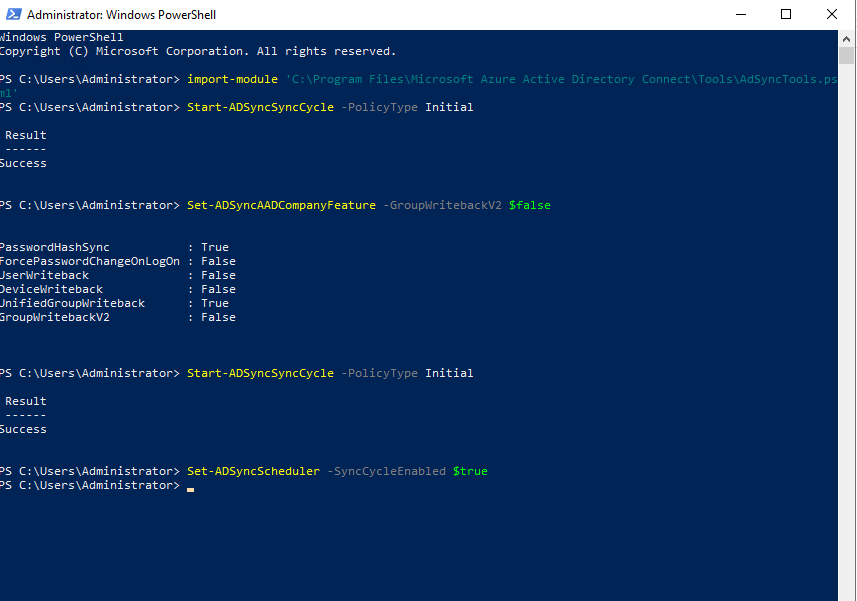 Administrator: Windows PowerShell
Windows PowerShell
Copyright (C) Microsoft Corporation. All rights reserved.
PS C:\Users\Administrator> import-module 'C:\Program Files\Microsoft Azure Active Directory Connect\Tools\AdSyncTools.ps
m1'
PS C:\Users\Administrator> Start-ADSyncSyncCycle -PolicyType Initial
Result
------
Success
PS C:\Users\Administrator> Set-ADSyncAADCompanyFeature -GroupWritebackV2 $false
PasswordHashSync : True
ForcePasswordChangeOnLogOn : False
UserWriteback : False
DeviceWriteback : False
UnifiedGroupWriteback : True
GroupWritebackV2 : False
PS C:\Users\Administrator> Start-ADSyncSyncCycle -PolicyType Initial
Result
------
Success
PS C:\Users\Administrator> Set-ADSyncScheduler -SyncCycleEnabled $true
PS C:\Users\Administrator>